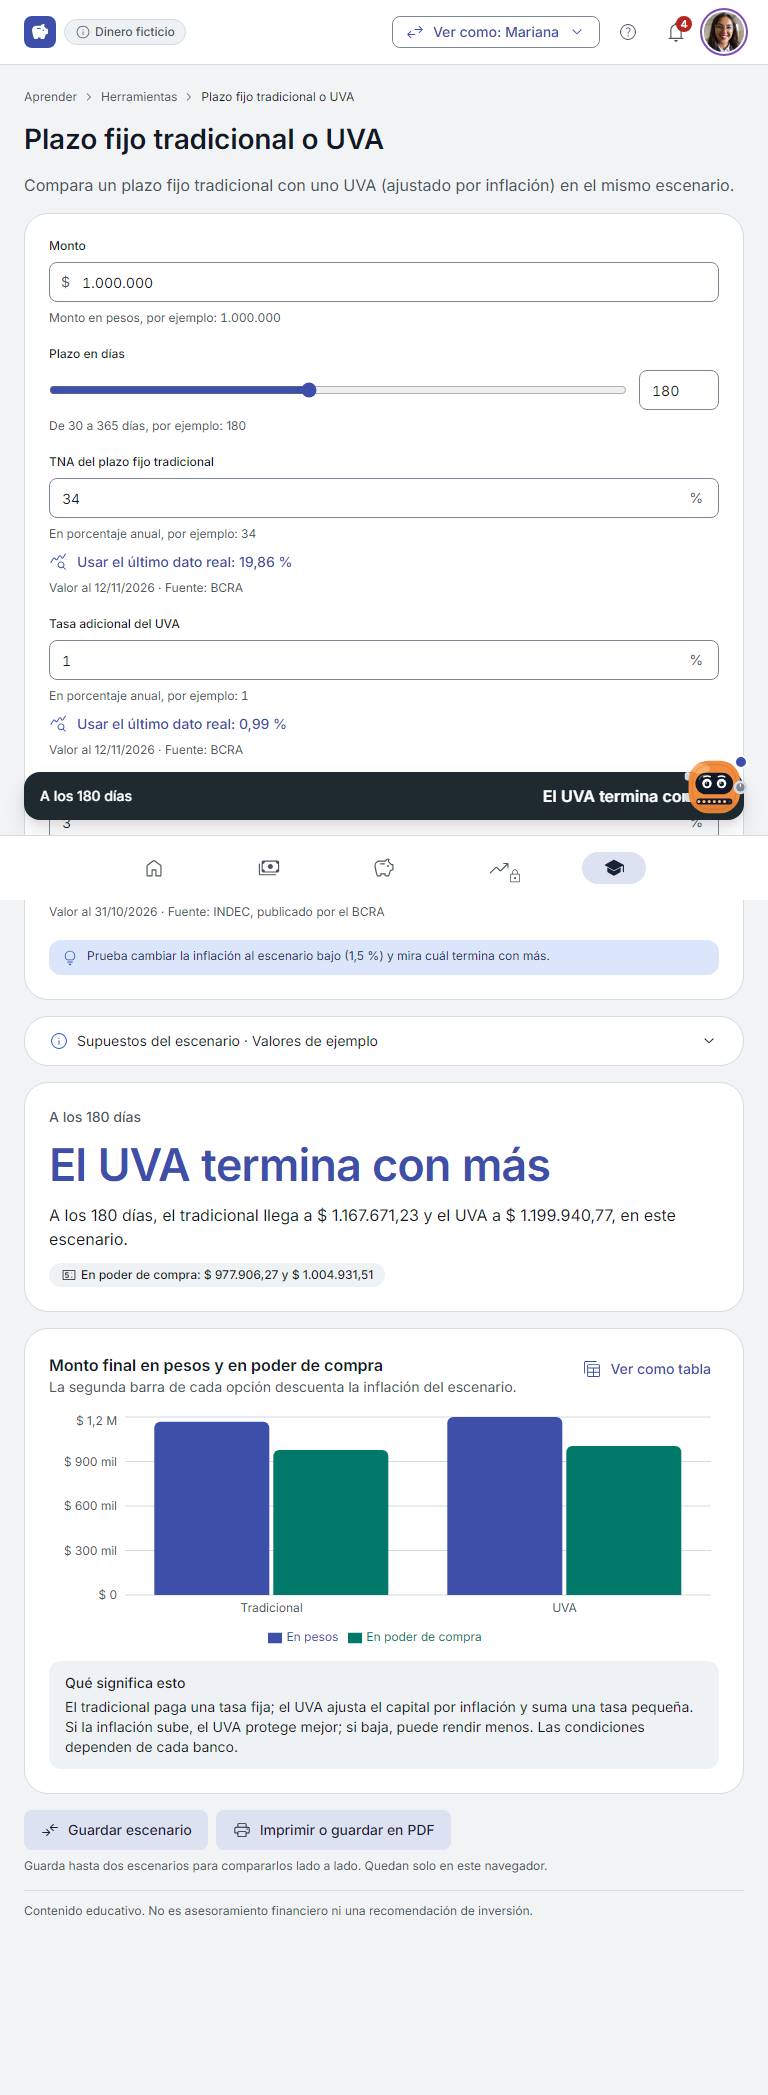 Dinero ficticio
Ver como: Mariana
4
Aprender
Herramientas
Plazo fijo tradicional o UVA
Plazo fijo tradicional o UVA
Compara un plazo fijo tradicional con uno UVA (ajustado por inflación) en el mismo escenario.
Monto
$ 1.000.000
Monto en pesos, por ejemplo: 1.000.000
Plazo en días
180
De 30 a 365 días, por ejemplo: 180
TNA del plazo fijo tradicional
34 %
En porcentaje anual, por ejemplo: 34
Usar el último dato real: 19,86 %
Valor al 12/11/2026 · Fuente: BCRA
Tasa adicional del UVA
1 %
En porcentaje anual, por ejemplo: 1
Usar el último dato real: 0,99 %
Valor al 12/11/2026 · Fuente: BCRA
A los 180 días
El UVA termina con
3 %
Valor al 31/10/2026 · Fuente: INDEC, publicado por el BCRA
Prueba cambiar la inflación al escenario bajo (1,5 %) y mira cuál termina con más.
Supuestos del escenario · Valores de ejemplo
A los 180 días
El UVA termina con más
A los 180 días, el tradicional llega a $ 1.167.671,23 y el UVA a $ 1.199.940,77, en este
escenario.
En poder de compra: $ 977.906,27 y $ 1.004.931,51
Monto final en pesos y en poder de compra
Ver como tabla
La segunda barra de cada opción descuenta la inflación del escenario.
$ 1,2 M
$ 900 mil
$ 600 mil
$ 300 mil
$ 0
Tradicional
UVA
En pesos
En poder de compra
Qué significa esto
El tradicional paga una tasa fija; el UVA ajusta el capital por inflación y suma una tasa pequeña.
Si la inflación sube, el UVA protege mejor; si baja, puede rendir menos. Las condiciones
dependen de cada banco.
Guardar escenario
Imprimir o guardar en PDF
Guarda hasta dos escenarios para compararlos lado a lado. Quedan solo en este navegador.
Contenido educativo. No es asesoramiento financiero ni una recomendación de inversión.